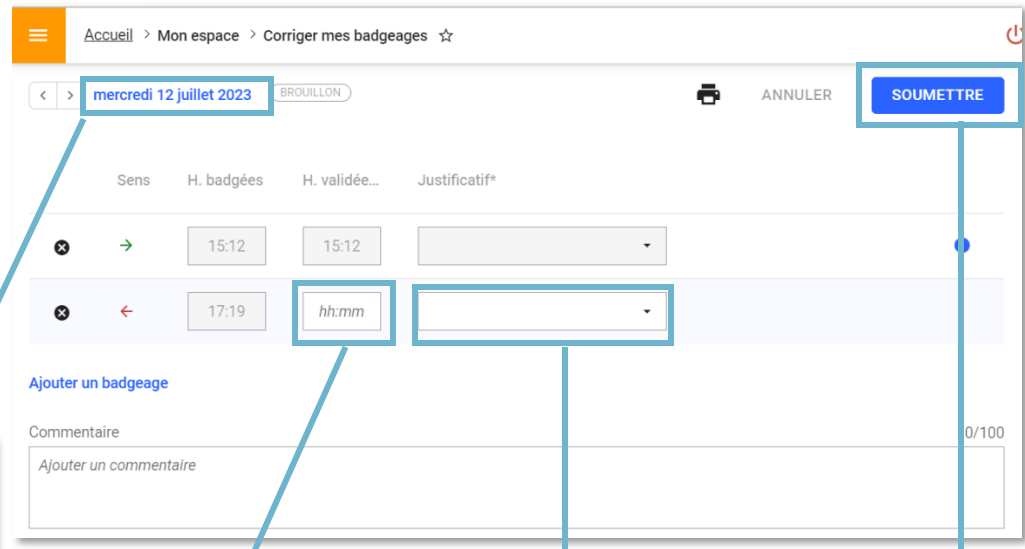 Accueil > Mon espace > Corriger mes badgeages
< > mercredi 12 juillet 2023 BROUILLON ANNULER SOUMETTRE
Sens H. badgées H. validée... Justificatif*
15:12 15:12
17:19 hh:mm
Ajouter un badgeage
Commentaire 0/100
Ajouter un commentaire